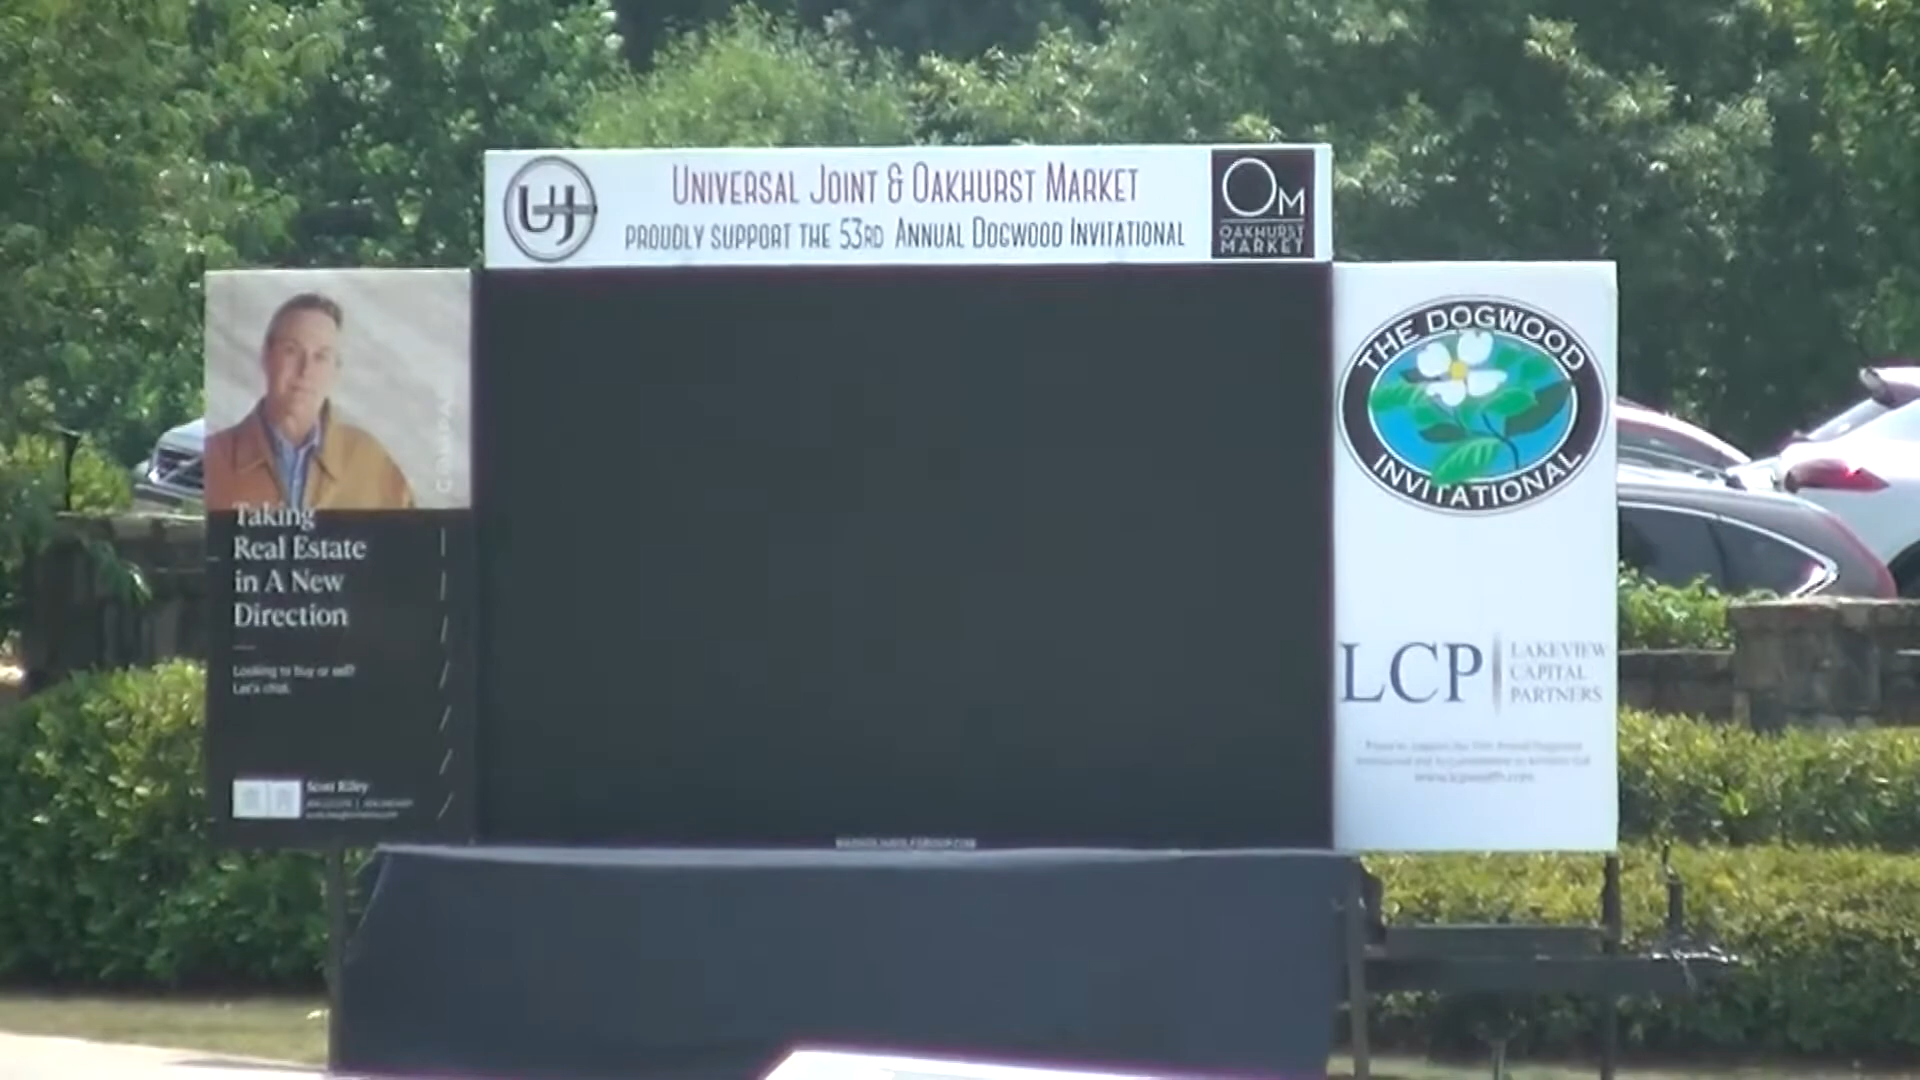 UJ
UNIVERSAL JOINT & OAKHURST MARKET
PROUDLY SUPPORT THE 53RD ANNUAL DOGWOOD INVITATIONAL
OM
OAKHURST
MARKET
COMPASS
Taking
Real Estate
in A New
Direction
Looking to buy or sell?
Let's chat.
Scott Riley
THE DOGWOOD
INVITATIONAL
LCP
LAKEVIEW
CAPITAL
PARTNERS